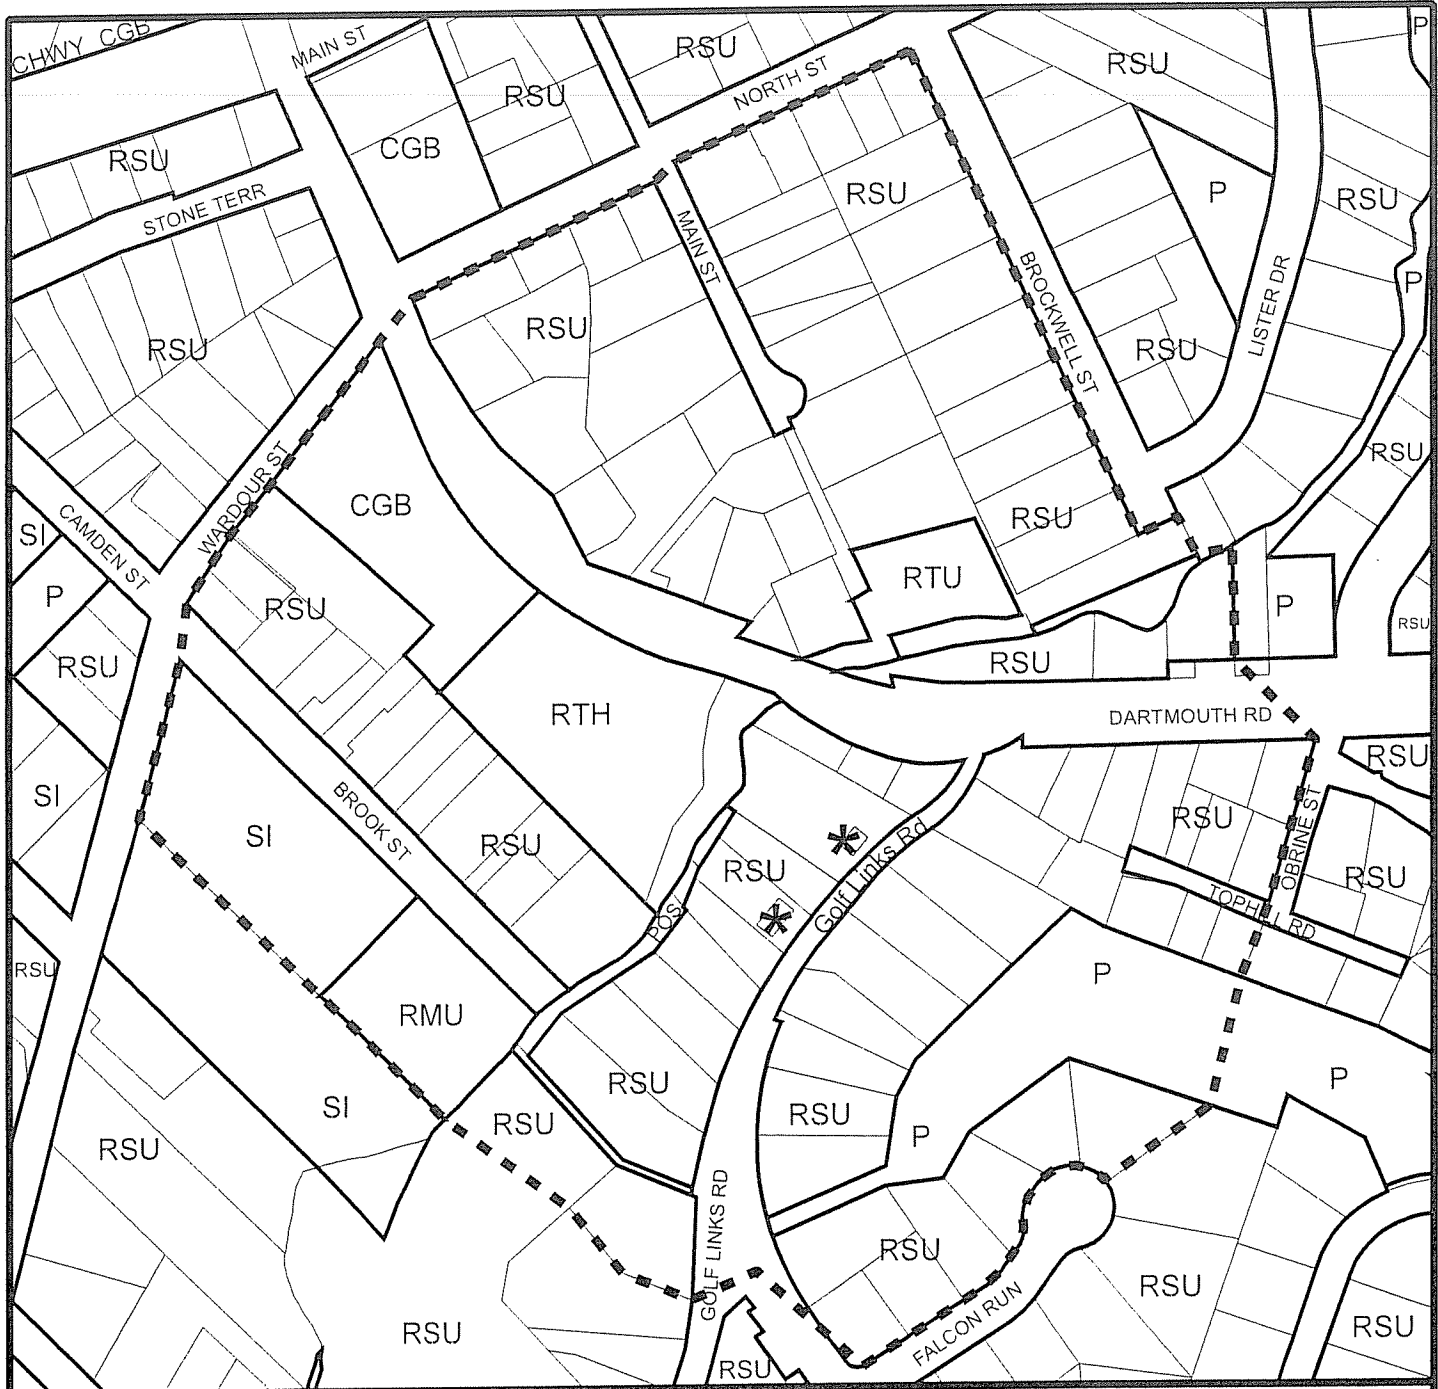 CHWY CGB
MAIN ST
RSU
NORTH ST
RSU
P
RSU
CGB
RSU
STONE TERR
RSU
P
RSU
MAIN ST
BROCKWELL ST
LISTER DR
P
RSU
RSU
RSU
RSU
WARDOUR ST
CGB
RSU
SI
CAMDEN ST
RSU
RTU
P
P
RSU
RSU
RSU
RSU
RTH
DARTMOUTH RD
RSU
SI
SI
BROOK ST
RSU
RSU
Golf Links Rd
RSU
OBRINE ST
RSU
TOPHILL RD
POS
RSU
P
RMU
RSU
P
SI
RSU
RSU
P
RSU
GOLF LINKS RD
RSU
RSU
FALCON RUN
RSU
RSU
RSU